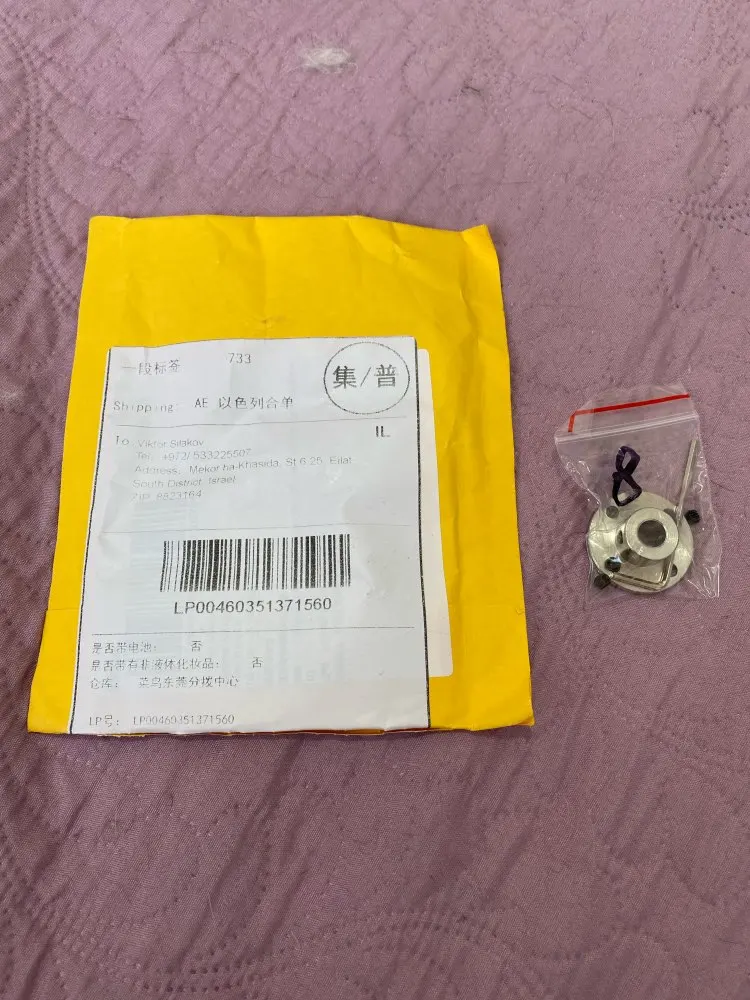 一段标签 733
集/普
Shipping: AE 以色列合单
IL
To Viktor Silakov
Tel: +972/ 533225507
Address: Mekor ha-Khasida, St 6 25, Eilat
South District, Israel
ZIP: 8823164
LP00460351371560
是否带电池: 否
是否带有非液体化妆品: 否
仓库: 菜鸟东莞分拨中心
LP号: LP00460351371560
8